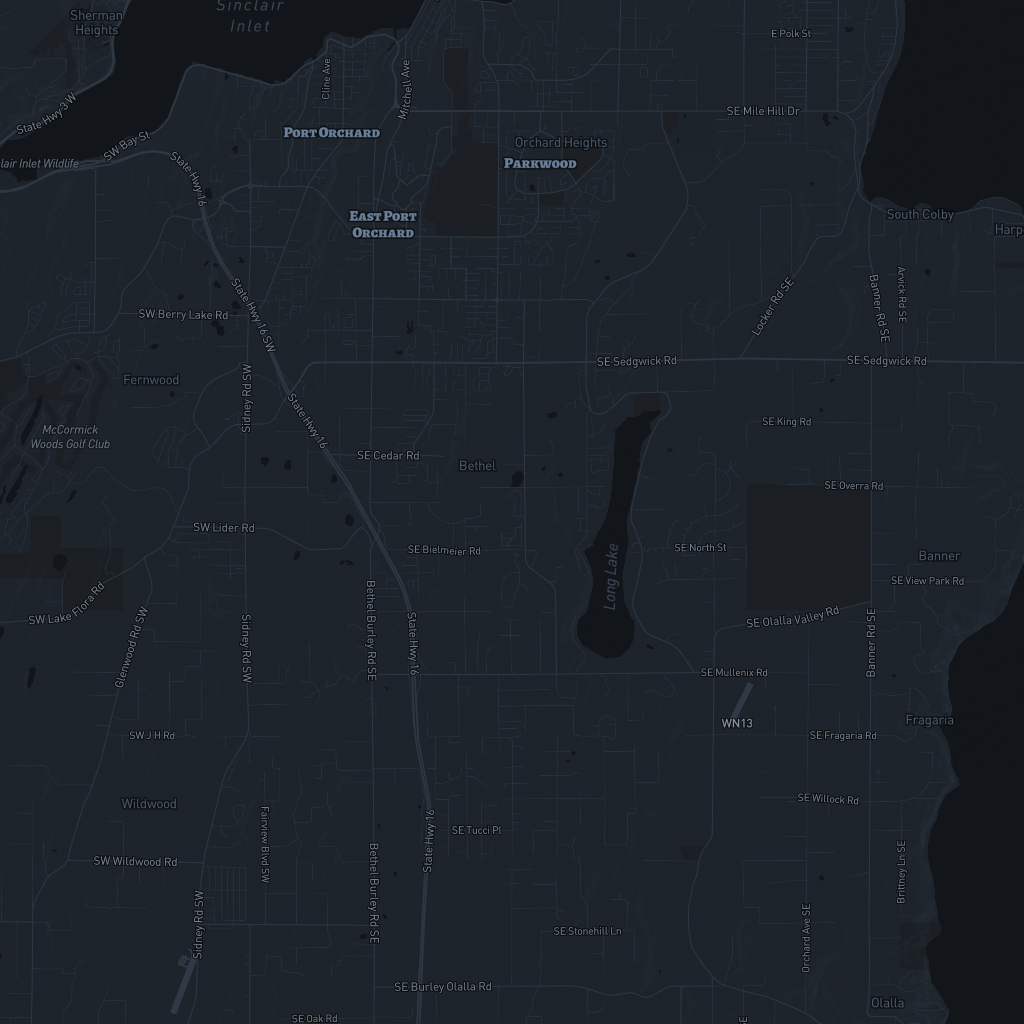 Sinclair
Inlet
Sherman
Heights
E Polk St
Cline Ave
Mitchell Ave
State Hwy 3 W
SE Mile Hill Dr
Port Orchard
SW Bay St
Orchard Heights
lair Inlet Wildlife
Parkwood
State Hwy 16
East Port
Orchard
South Colby
Harp
State Hwy 16 SW
SW Berry Lake Rd
Locker Rd SE
Banner Rd SE
Arvick Rd SE
SE Sedgwick Rd
SE Sedgwick Rd
Fernwood
Sidney Rd SW
State Hwy 16
McCormick
Woods Golf Club
SE King Rd
SE Cedar Rd
Bethel
SE Overra Rd
SW Lider Rd
SE Bielmeier Rd
SE North St
Banner
Long Lake
SE View Park Rd
SW Lake Flora Rd
SE Olalla Valley Rd
Glenwood Rd SW
Sidney Rd SW
Bethel Burley Rd SE
State Hwy 16
Banner Rd SE
SE Mullenix Rd
WN13
Fragaria
SW J H Rd
SE Fragaria Rd
Wildwood
SE Willock Rd
Fairview Blvd SW
State Hwy 16
SE Tucci Pl
SW Wildwood Rd
Bethel Burley Rd SE
Brittney Ln SE
Sidney Rd SW
SE Stonehill Ln
Orchard Ave SE
SE Burley Olalla Rd
Olalla
SE Oak Rd
E